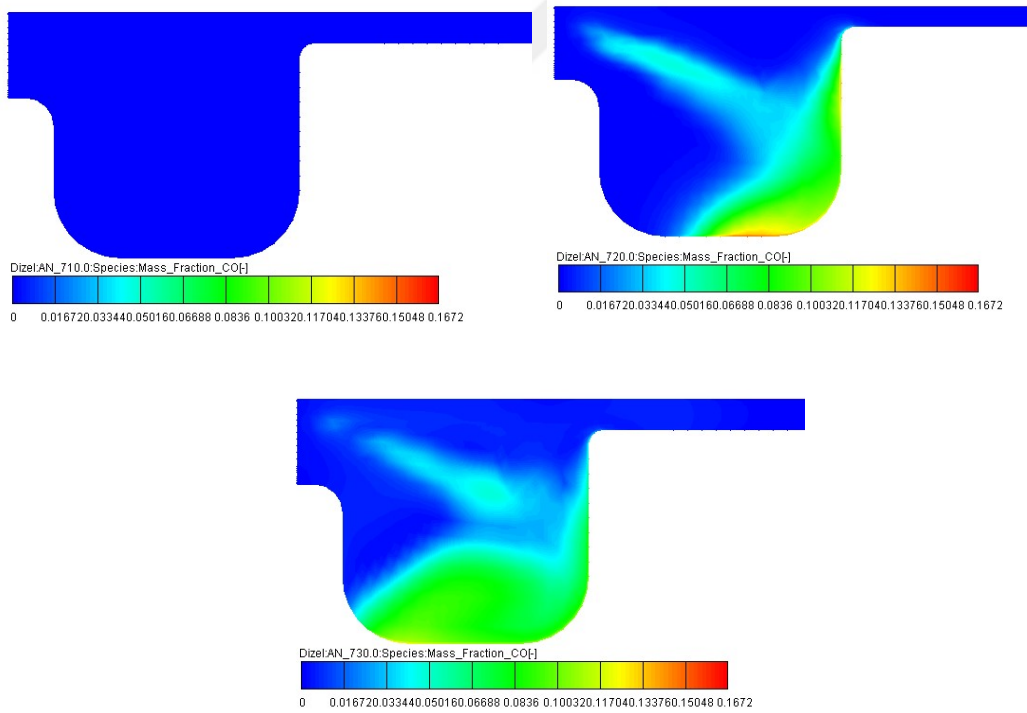 Dizel:AN_710.0:Species:Mass_Fraction_CO[-]
0 0.016720.033440.050160.06688 0.0836 0.100320.117040.133760.15048 0.1672
Dizel:AN_720.0:Species:Mass_Fraction_CO[-]
0 0.016720.033440.050160.06688 0.0836 0.100320.117040.133760.15048 0.1672
Dizel:AN_730.0:Species:Mass_Fraction_CO[-]
0 0.016720.033440.050160.06688 0.0836 0.100320.117040.133760.15048 0.1672